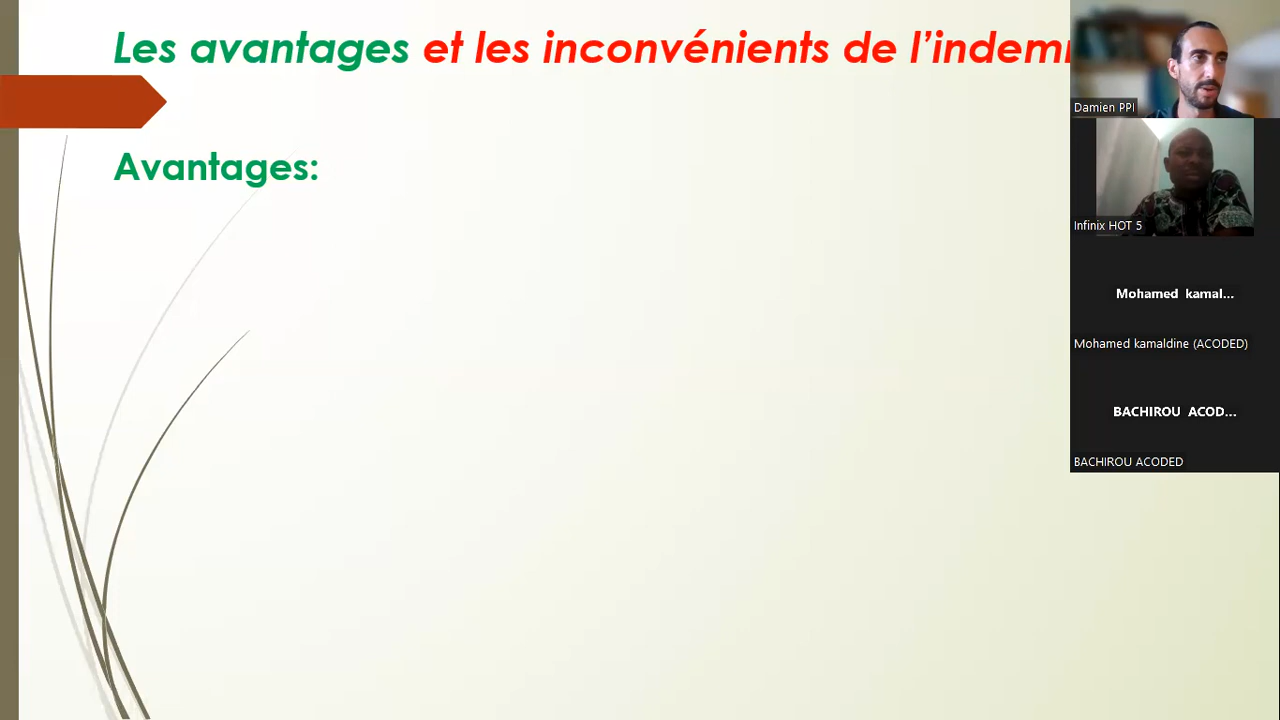 Les avantages et les inconvénients de l’indem
Avantages:
Damien PPI
Infinix HOT 5
Mohamed kamal...
Mohamed kamaldine (ACODED)
BACHIROU ACOD...
BACHIROU ACODED